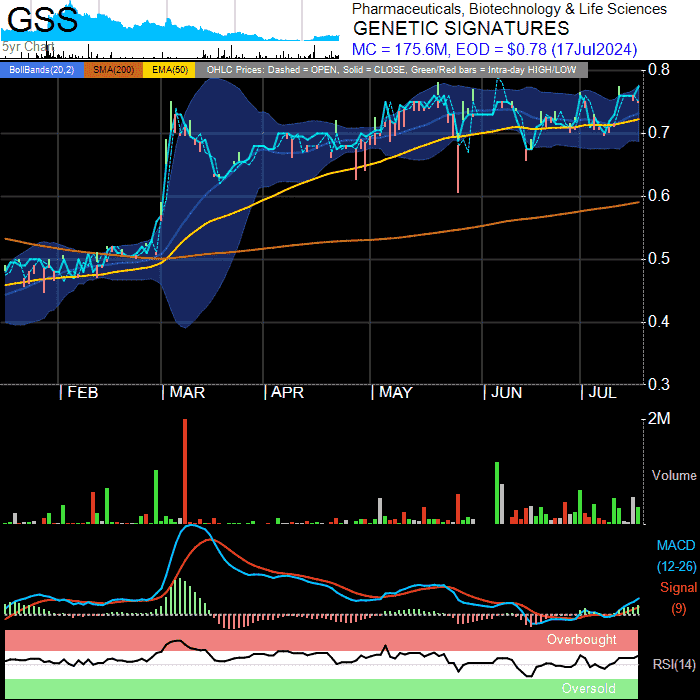 GSS
Pharmaceuticals, Biotechnology & Life Sciences
GENETIC SIGNATURES
5yr Chart
MC = 175.6M, EOD = $0.78 (17Jul2024)
BollBands(20,2) SMA(200) EMA(50) OHLC Prices: Dashed = OPEN, Solid = CLOSE, Green/Red bars = Intra-day HIGH/LOW
0.8
0.7
0.6
0.5
0.4
0.3
FEB MAR APR MAY JUN JUL
2M
Volume
MACD
(12-26)
Signal
(9)
Overbought
RSI(14)
Oversold